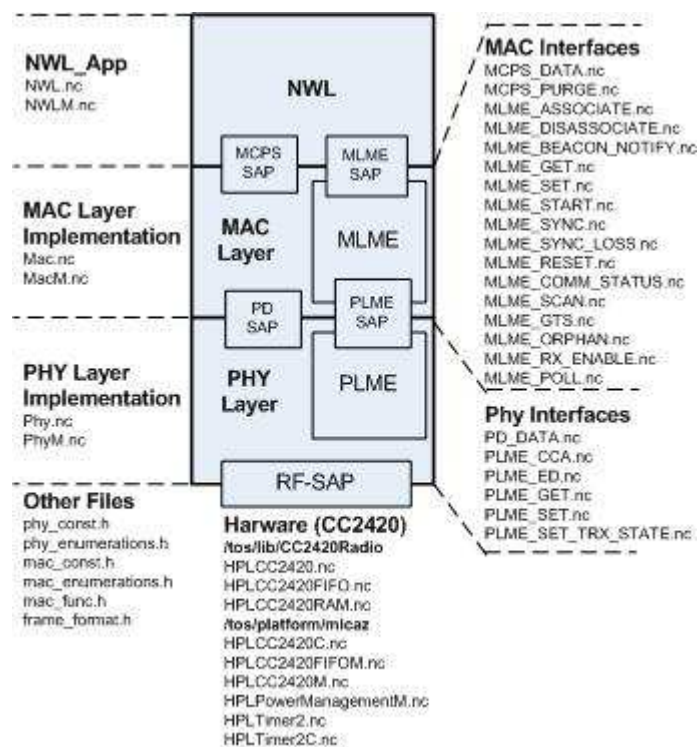 NWL_App
NWL.nc
NWLM.nc
MAC Layer
Implementation
Mac.nc
MacM.nc
PHY Layer
Implementation
Phy.nc
PhyM.nc
Other Files
phy_const.h
phy_enumerations.h
mac_const.h
mac_enumerations.h
mac_func.h
frame_format.h
NWL
MCPS
SAP
MLME
SAP
MAC
Layer
MLME
PD
SAP
PLME
SAP
PHY
Layer
PLME
RF-SAP
Harware (CC2420)
/tos/lib/CC2420Radio
HPLCC2420.nc
HPLCC2420FIFO.nc
HPLCC2420RAM.nc
/tos/platform/micaz
HPLCC2420C.nc
HPLCC2420FIFOM.nc
HPLCC2420M.nc
HPLPowerManagementM.nc
HPLTimer2.nc
HPLTimer2C.nc
MAC Interfaces
MCPS_DATA.nc
MCPS_PURGE.nc
MLME_ASSOCIATE.nc
MLME_DISASSOCIATE.nc
MLME_BEACON_NOTIFY.nc
MLME_GET.nc
MLME_SET.nc
MLME_START.nc
MLME_SYNC.nc
MLME_SYNC_LOSS.nc
MLME_RESET.nc
MLME_COMM_STATUS.nc
MLME_SCAN.nc
MLME_GTS.nc
MLME_ORPHAN.nc
MLME_RX_ENABLE.nc
MLME_POLL.nc
Phy Interfaces
PD_DATA.nc
PLME_CCA.nc
PLME_ED.nc
PLME_GET.nc
PLME_SET.nc
PLME_SET_TRX_STATE.nc